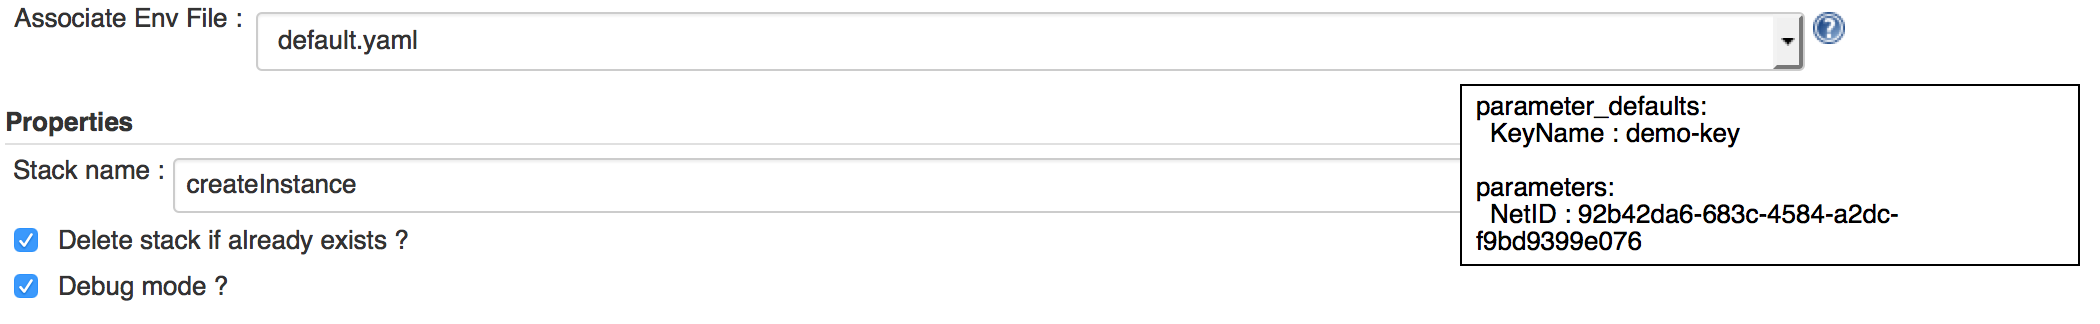 Associate Env File :
default.yaml
?
Properties
Stack name :
createInstance
Delete stack if already exists ?
Debug mode ?
parameter_defaults:
KeyName : demo-key
parameters:
NetID : 92b42da6-683c-4584-a2dc-
f9bd9399e076